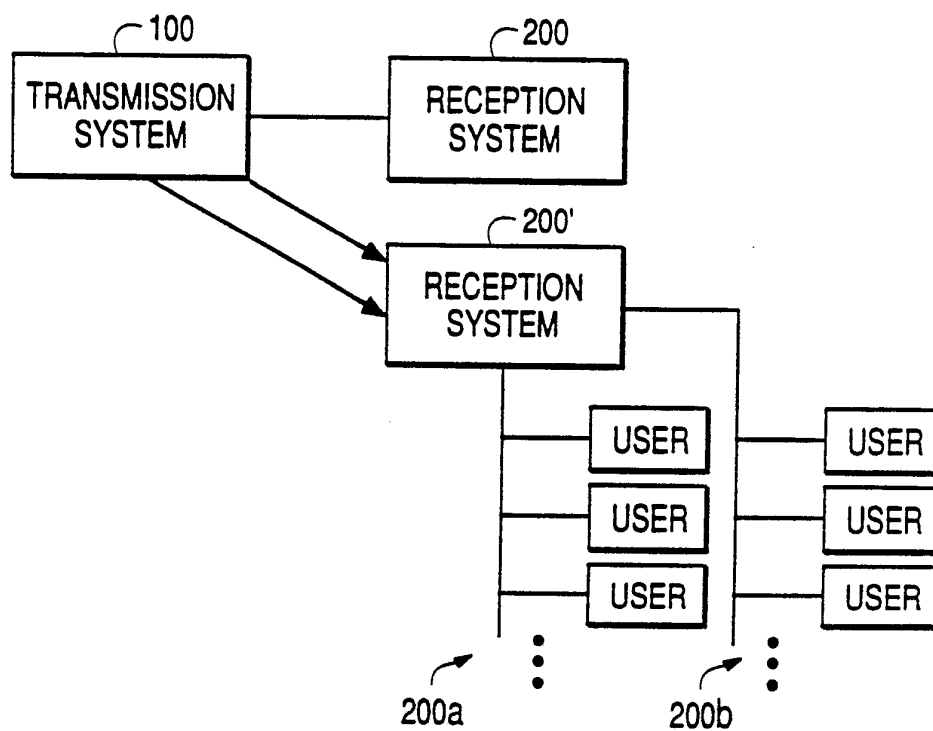 100
TRANSMISSION
SYSTEM
200
RECEPTION
SYSTEM
200'
RECEPTION
SYSTEM
USER
USER
USER
USER
USER
USER
200a
200b